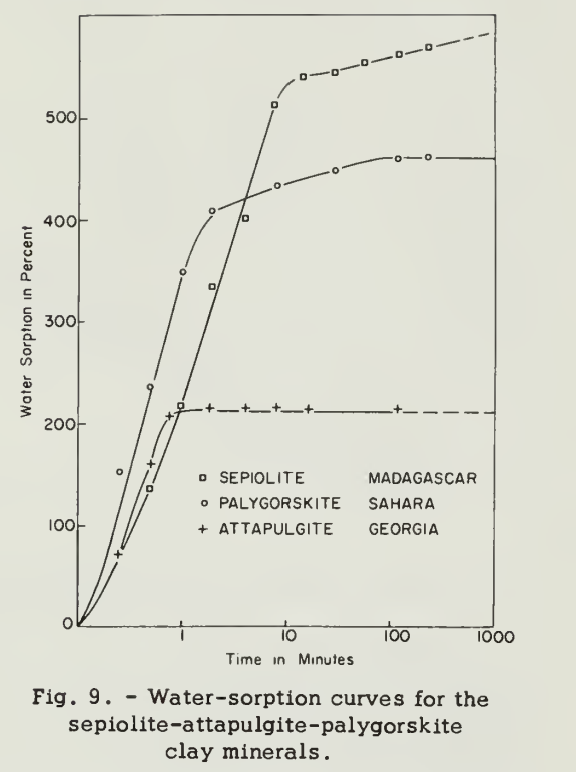 500
400
300
200
100
0
Water Sorption in Percent
SEPIOLITE MADAGASCAR
PALYGORSKITE SAHARA
ATTAPULGITE GEORGIA
1 10 100 1000
Time in Minutes
Fig. 9. - Water-sorption curves for the
sepiolite-attapulgite-palygorskite
clay minerals.